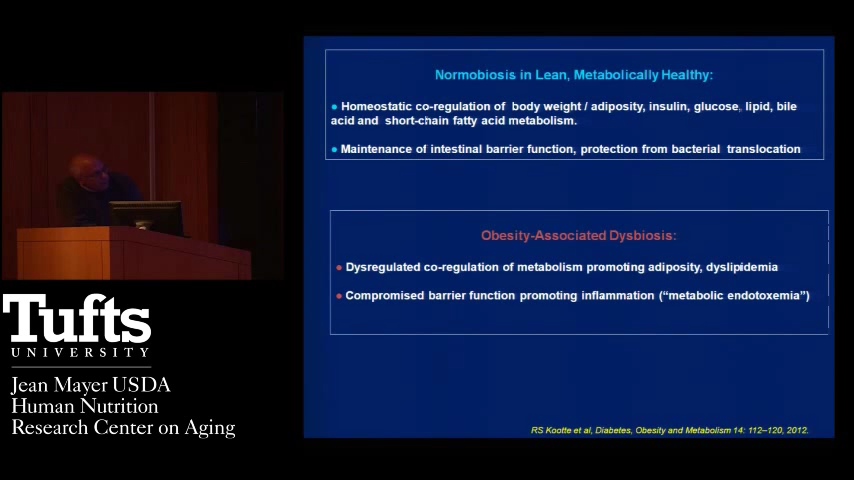 Normobiosis in Lean, Metabolically Healthy:
● Homeostatic co-regulation of body weight / adiposity, insulin, glucose, lipid, bile
acid and short-chain fatty acid metabolism.
● Maintenance of intestinal barrier function, protection from bacterial translocation
Obesity-Associated Dysbiosis:
● Dysregulated co-regulation of metabolism promoting adiposity, dyslipidemia
● Compromised barrier function promoting inflammation (“metabolic endotoxemia”)
RS Kootte et al, Diabetes, Obesity and Metabolism 14: 112–120, 2012.
Tufts
UNIVERSITY
Jean Mayer USDA
Human Nutrition
Research Center on Aging